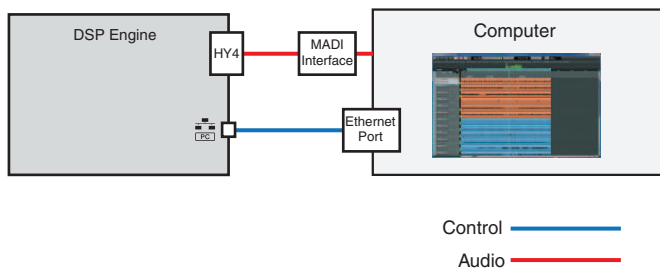 DSP Engine
HY4
MADI
Interface
Computer
Ethernet
Port
PC
Control
Audio